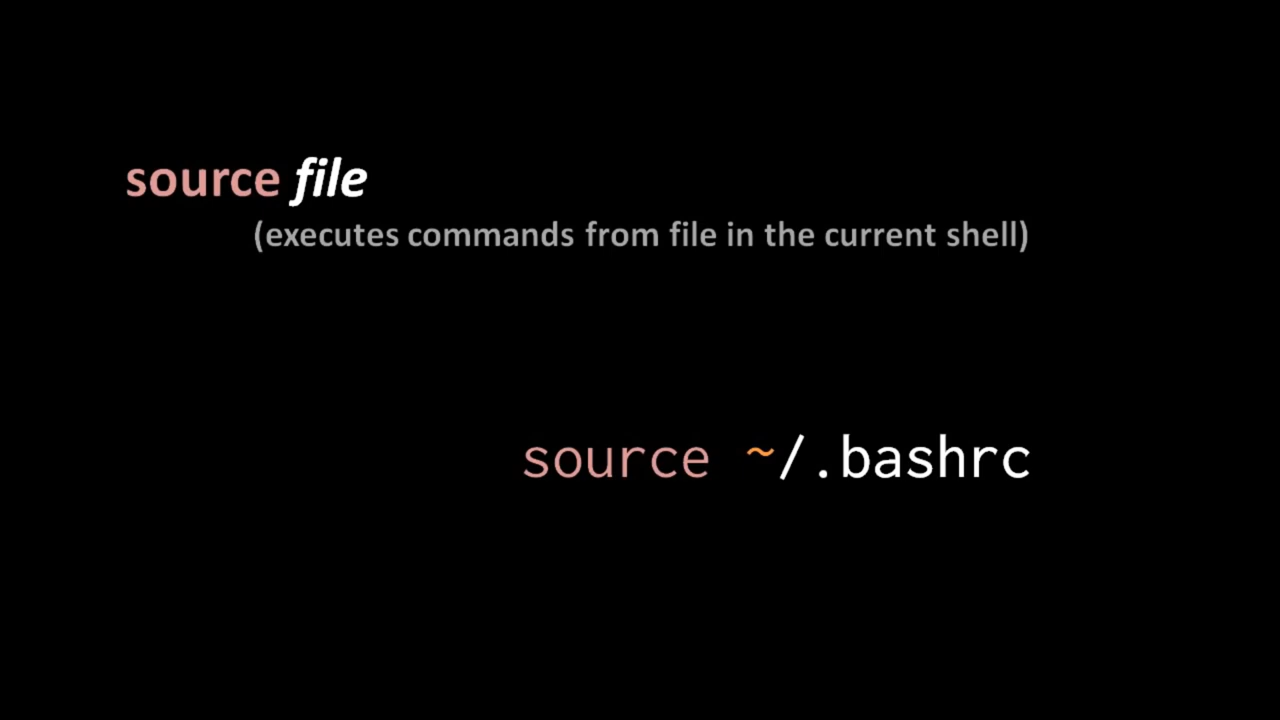 source file
(executes commands from file in the current shell)
source ~/.bashrc